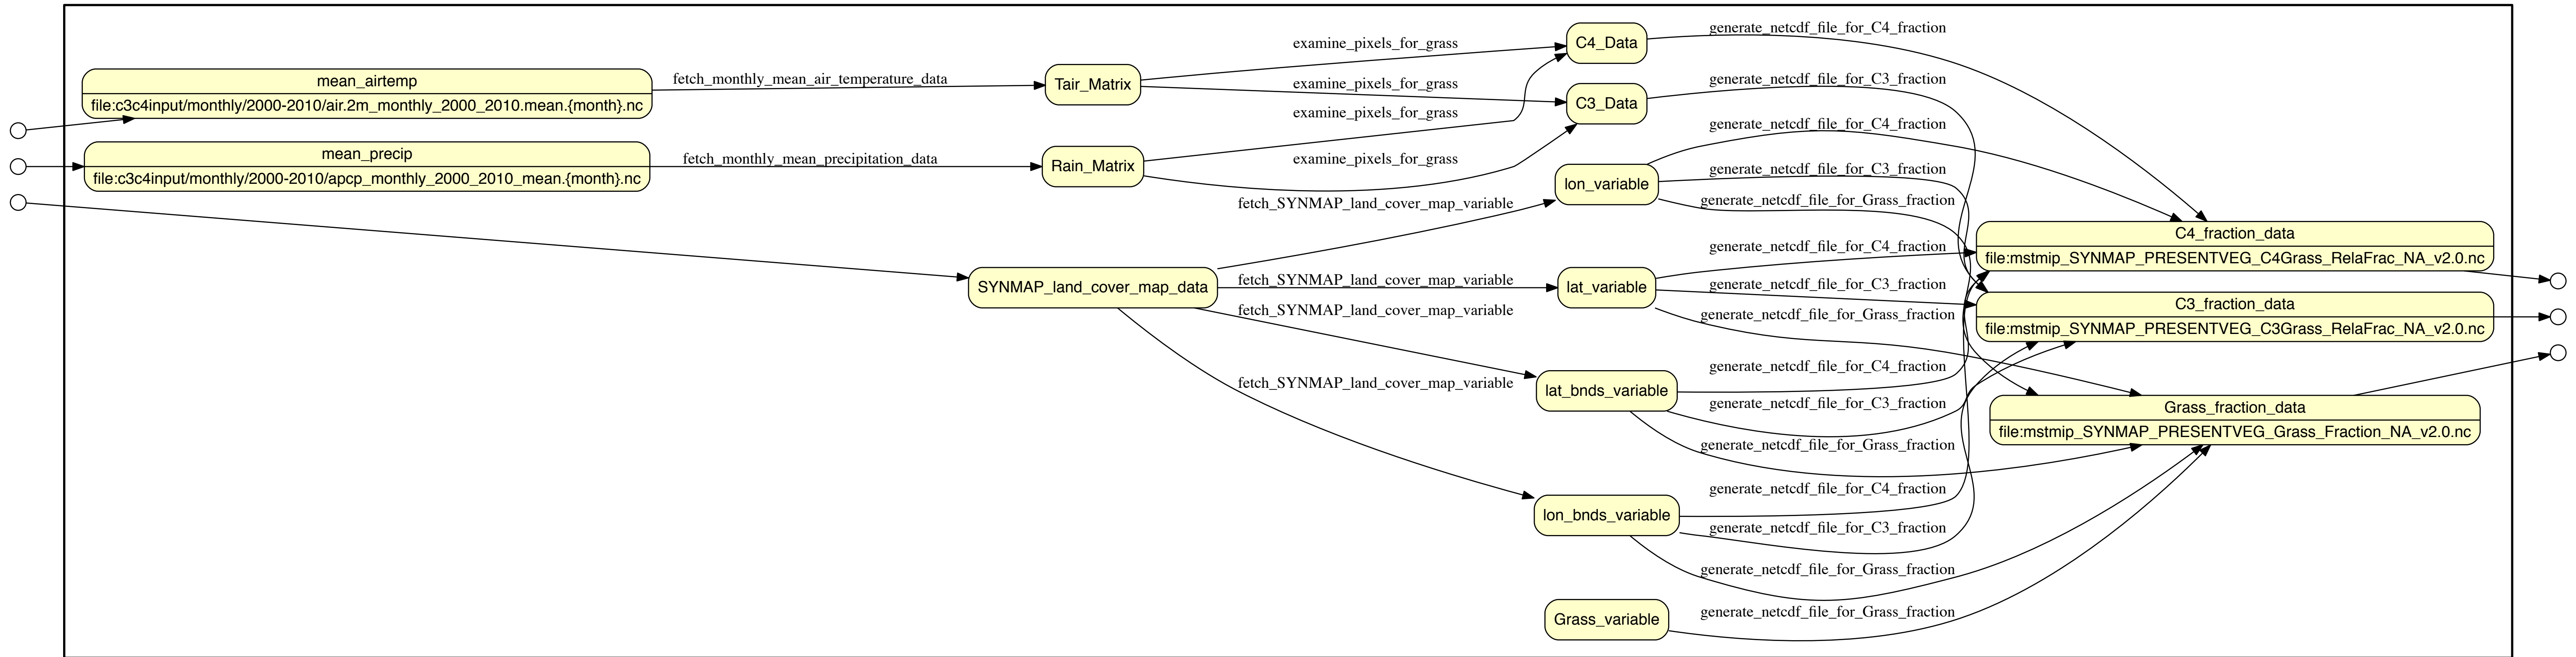 mean_airtemp
file:c3c4input/monthly/2000-2010/air.2m_monthly_2000_2010.mean.{month}.nc
mean_precip
file:c3c4input/monthly/2000-2010/apcp_monthly_2000_2010_mean.{month}.nc
fetch_monthly_mean_air_temperature_data
fetch_monthly_mean_precipitation_data
Tair_Matrix
Rain_Matrix
SYNMAP_land_cover_map_data
examine_pixels_for_grass
examine_pixels_for_grass
examine_pixels_for_grass
examine_pixels_for_grass
fetch_SYNMAP_land_cover_map_variable
fetch_SYNMAP_land_cover_map_variable
fetch_SYNMAP_land_cover_map_variable
fetch_SYNMAP_land_cover_map_variable
C4_Data
C3_Data
lon_variable
lat_variable
lat_bnds_variable
lon_bnds_variable
Grass_variable
generate_netcdf_file_for_C4_fraction
generate_netcdf_file_for_C3_fraction
generate_netcdf_file_for_C4_fraction
generate_netcdf_file_for_C3_fraction
generate_netcdf_file_for_Grass_fraction
generate_netcdf_file_for_C4_fraction
generate_netcdf_file_for_C3_fraction
generate_netcdf_file_for_Grass_fraction
generate_netcdf_file_for_C4_fraction
generate_netcdf_file_for_C3_fraction
generate_netcdf_file_for_Grass_fraction
generate_netcdf_file_for_C4_fraction
generate_netcdf_file_for_C3_fraction
generate_netcdf_file_for_Grass_fraction
generate_netcdf_file_for_Grass_fraction
C4_fraction_data
file:mstmip_SYNMAP_PRESENTVEG_C4Grass_RelaFrac_NA_v2.0.nc
C3_fraction_data
file:mstmip_SYNMAP_PRESENTVEG_C3Grass_RelaFrac_NA_v2.0.nc
Grass_fraction_data
file:mstmip_SYNMAP_PRESENTVEG_Grass_Fraction_NA_v2.0.nc